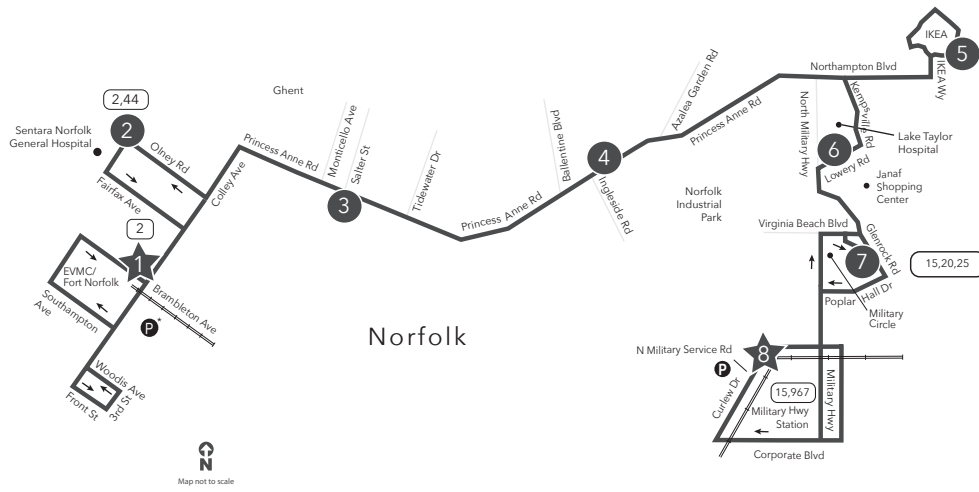 IKEA
5
Northampton Blvd
IKEA Wy
2,44
Ghent
Sentara Norfolk
General Hospital
2
Olney Rd
Fairfax Ave
Colley Ave
Princess Anne Rd
Monticello Ave
Salter St
3
Tidewater Dr
Princess Anne Rd
Ballentine Blvd
4
Ingleside Rd
Azalea Garden Rd
Princess Anne Rd
North Military Hwy
Kempsville Rd
Lake Taylor
Hospital
6
Lowery Rd
Janaf
Shopping
Center
Norfolk
Industrial
Park
Virginia Beach Blvd
Glenrock Rd
7
15,20,25
Hall Dr
Poplar
Military
Circle
2
1
EVMC/
Fort Norfolk
Southampton
Ave
Brambleton Ave
P*
Norfolk
Woodis Ave
3rd St
Front St
N Military Service Rd
8
P
Curlew Dr
15,967
Military Hwy
Station
Military Hwy
Corporate Blvd
N
Map not to scale